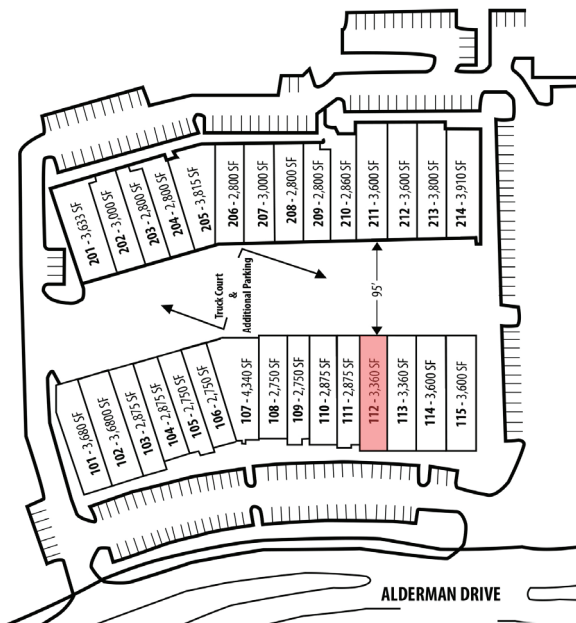 201 - 3,633 SF
202 - 3,000 SF
203 - 2,800 SF
204 - 2,800 SF
205 - 3,815 SF
206 - 2,800 SF
207 - 3,000 SF
208 - 2,800 SF
209 - 2,800 SF
210 - 2,860 SF
211 - 3,600 SF
212 - 3,600 SF
213 - 3,800 SF
214 - 3,910 SF
Truck Court
&
Additional Parking
95'
101 - 3,680 SF
102 - 3,6800 SF
103 - 2,875 SF
104 - 2,875 SF
105 - 2,750 SF
106 - 2,750 SF
107 - 4,340 SF
108 - 2,750 SF
109 - 2,750 SF
110 - 2,875 SF
111 - 2,875 SF
112 - 3,360 SF
113 - 3,360 SF
114 - 3,600 SF
115 - 3,600 SF
ALDERMAN DRIVE